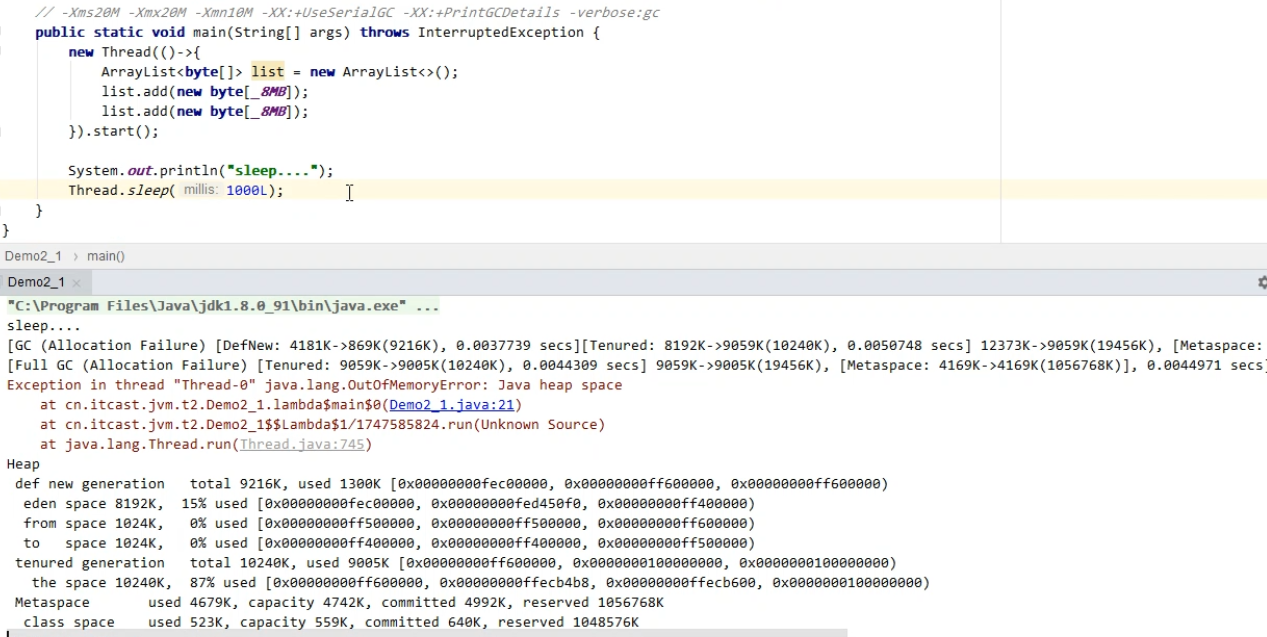 // -Xms20M -Xmx20M -Xmn10M -XX:+UseSerialGC -XX:+PrintGCDetails -verbose:gc
public static void main(String[] args) throws InterruptedException {
new Thread(()->{
ArrayList<byte[]> list = new ArrayList<>();
list.add(new byte[_8MB]);
list.add(new byte[_8MB]);
}).start();
System.out.println("sleep....");
Thread.sleep( millis: 1000L);
}
}
Demo2_1 › main()
Demo2_1 ×
"C:\Program Files\Java\jdk1.8.0_91\bin\java.exe" ...
sleep....
[GC (Allocation Failure) [DefNew: 4181K->869K(9216K), 0.0037739 secs][Tenured: 8192K->9059K(10240K), 0.0050748 secs] 12373K->9059K(19456K), [Metaspace:
[Full GC (Allocation Failure) [Tenured: 9059K->9005K(10240K), 0.0044309 secs] 9059K->9005K(19456K), [Metaspace: 4169K->4169K(1056768K)], 0.0044971 secs]
Exception in thread "Thread-0" java.lang.OutOfMemoryError: Java heap space
at cn.itcast.jvm.t2.Demo2_1.lambda$main$0(Demo2_1.java:21)
at cn.itcast.jvm.t2.Demo2_1$$Lambda$1/1747585824.run(Unknown Source)
at java.lang.Thread.run(Thread.java:745)
Heap
def new generation total 9216K, used 1300K [0x00000000fec00000, 0x00000000ff600000, 0x00000000ff600000)
eden space 8192K, 15% used [0x00000000fec00000, 0x00000000fed450f0, 0x00000000ff400000)
from space 1024K, 0% used [0x00000000ff500000, 0x00000000ff500000, 0x00000000ff600000)
to space 1024K, 0% used [0x00000000ff400000, 0x00000000ff400000, 0x00000000ff500000)
tenured generation total 10240K, used 9005K [0x00000000ff600000, 0x0000000100000000, 0x0000000100000000)
the space 10240K, 87% used [0x00000000ff600000, 0x00000000ffecb4b8, 0x00000000ffecb600, 0x0000000100000000)
Metaspace used 4679K, capacity 4742K, committed 4992K, reserved 1056768K
class space used 523K, capacity 559K, committed 640K, reserved 1048576K